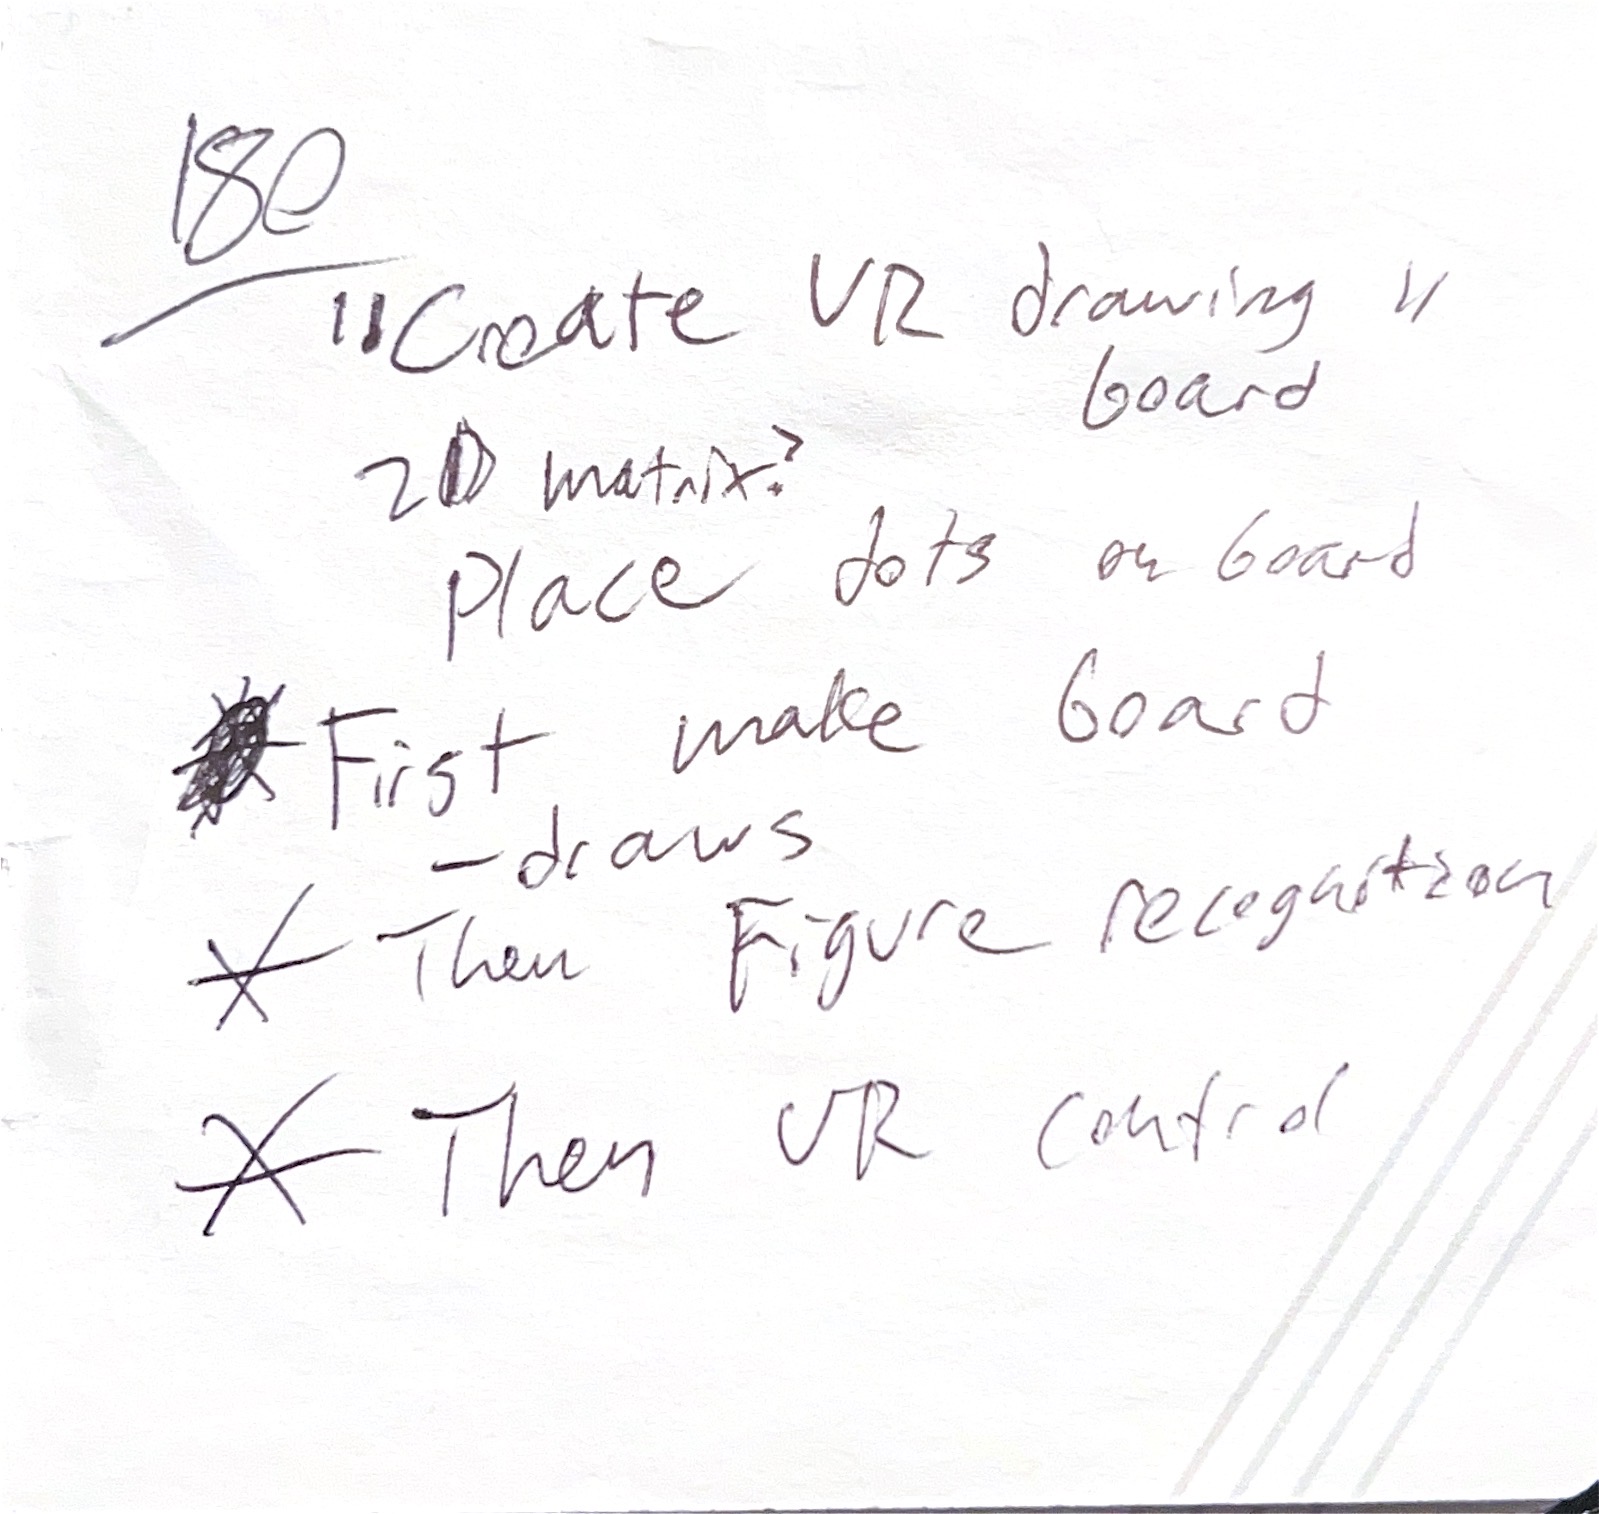 180
"Create VR drawing "
board
2D matrix?
Place dots on board
* First make board
- draws
* Then Figure recognition
* Then VR control